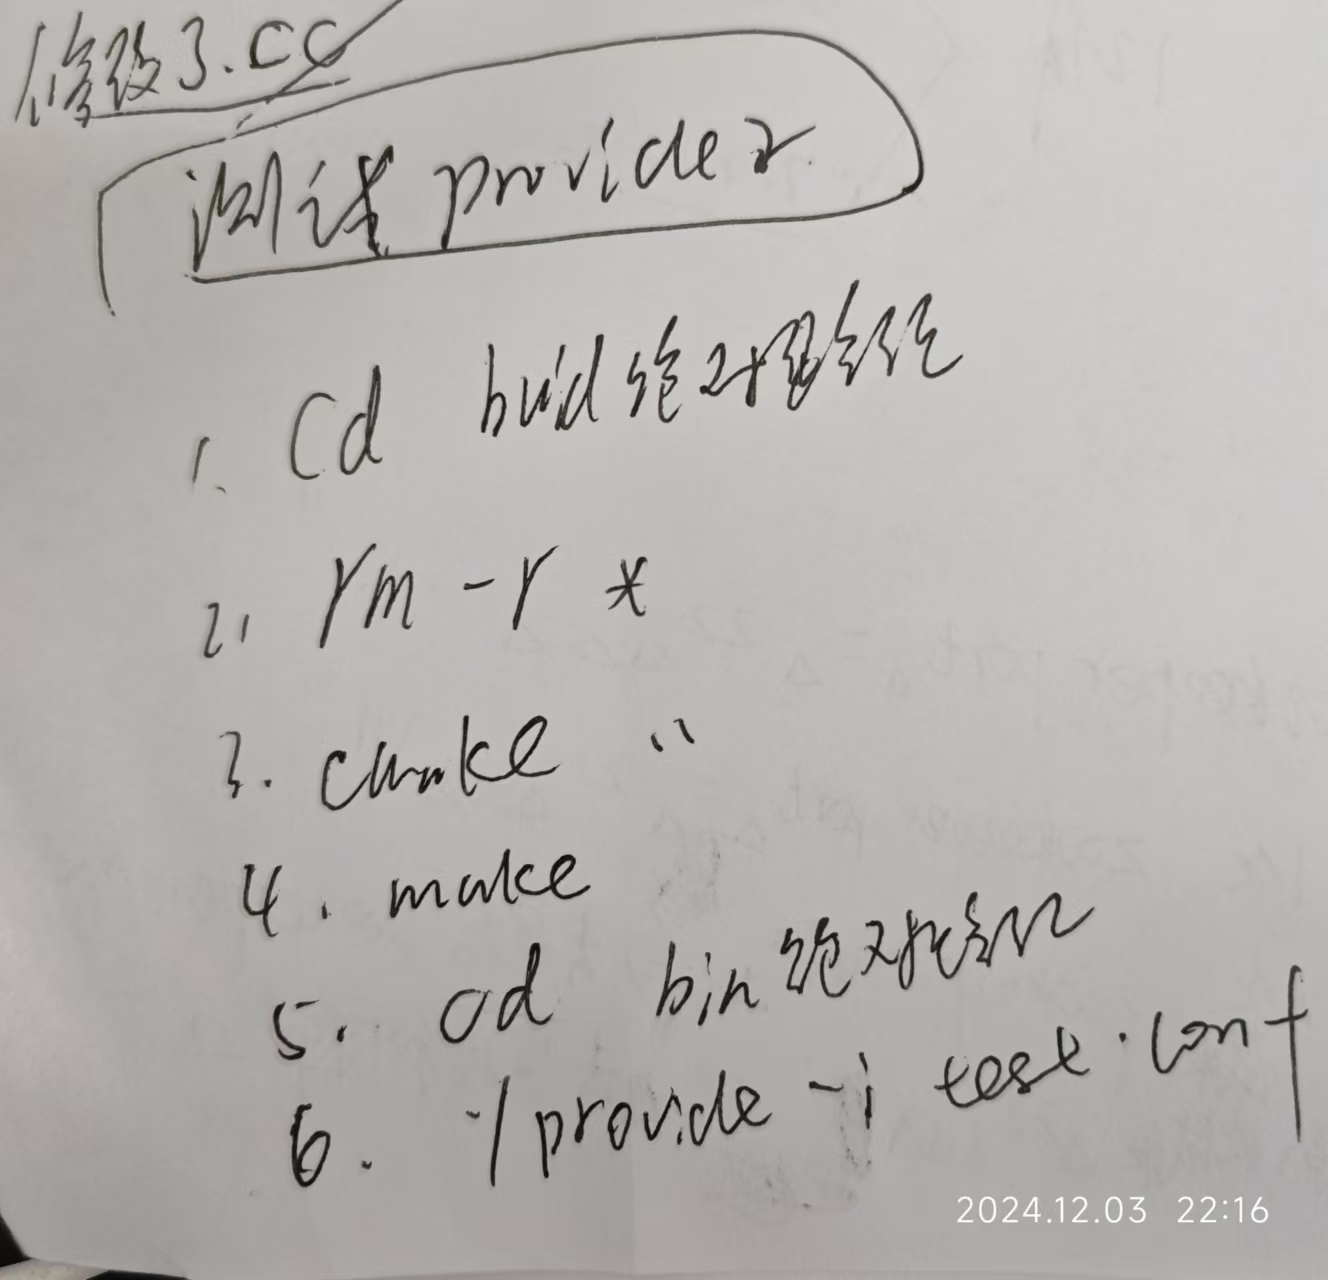 修改了.cc
测试provider
1. cd buid绝对路径
2. rm -r *
3. cmake ..
4. make
5. cd bin绝对路径
6. ./provide -i test.conf
2024.12.03 22:16